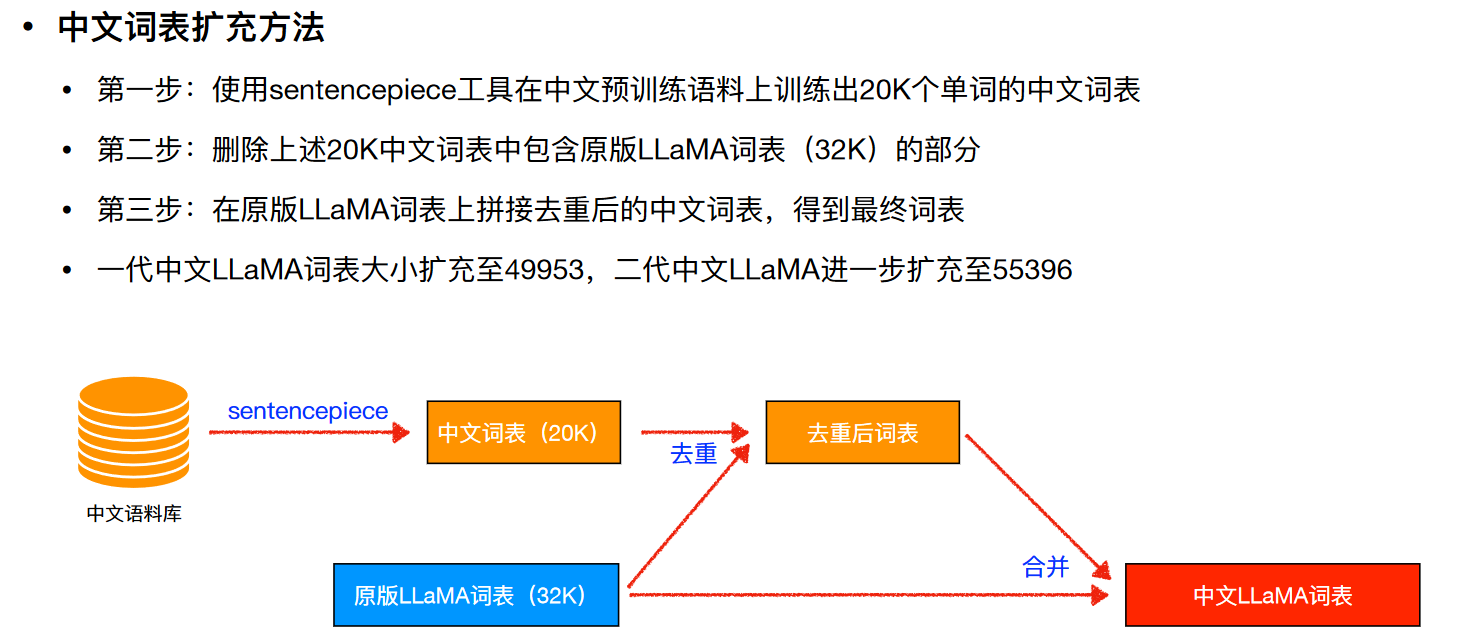 • 中文词表扩充方法
• 第一步：使用sentencepiece工具在中文预训练语料上训练出20K个单词的中文词表
• 第二步：删除上述20K中文词表中包含原版LLaMA词表（32K）的部分
• 第三步：在原版LLaMA词表上拼接去重后的中文词表，得到最终词表
• 一代中文LLaMA词表大小扩充至49953，二代中文LLaMA进一步扩充至55396
sentencepiece
中文词表（20K）
去重
去重后词表
中文语料库
合并
原版LLaMA词表（32K）
中文LLaMA词表